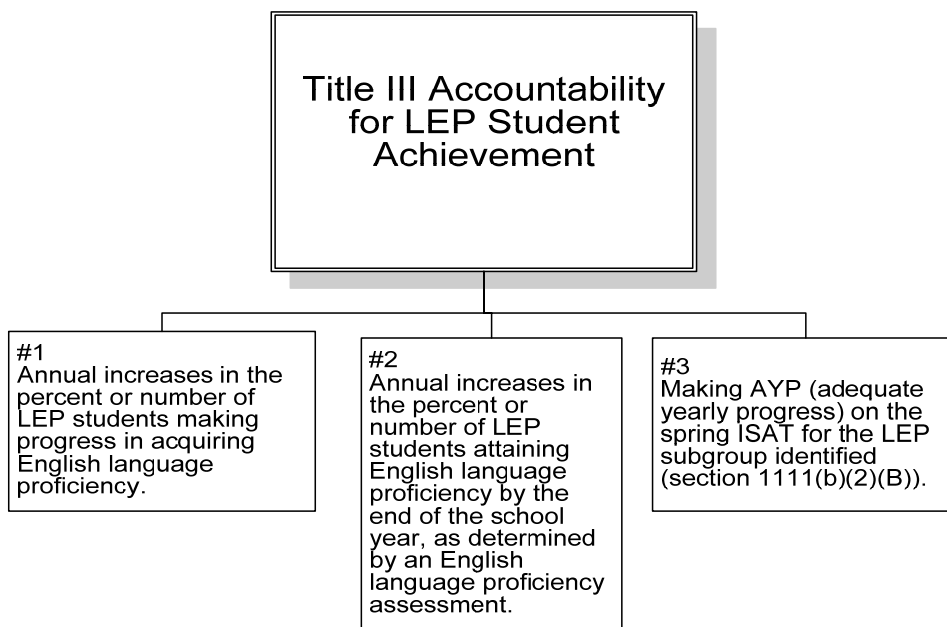 Title III Accountability
for LEP Student
Achievement
#1
Annual increases in the
percent or number of
LEP students making
progress in acquiring
English language
proficiency.
#2
Annual increases in
the percent or
number of LEP
students attaining
English language
proficiency by the
end of the school
year, as determined
by an English
language proficiency
assessment.
#3
Making AYP (adequate
yearly progress) on the
spring ISAT for the LEP
subgroup identified
(section 1111(b)(2)(B)).